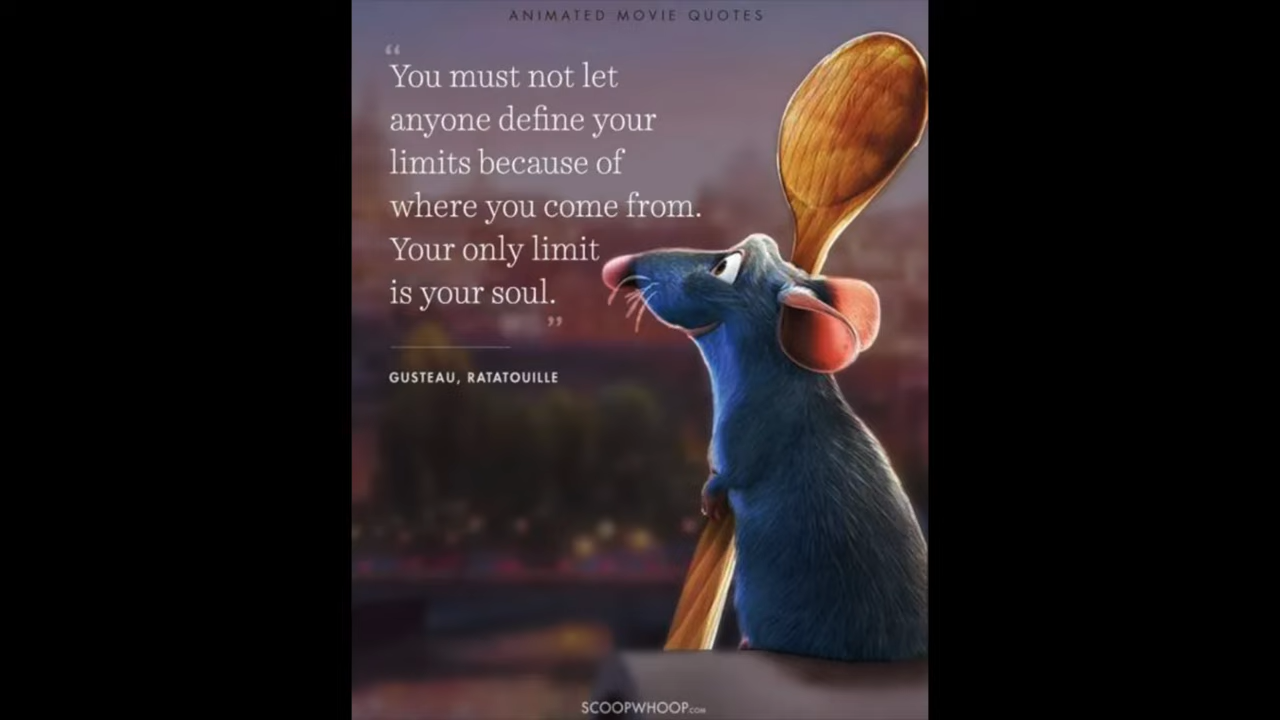 ANIMATED MOVIE QUOTES
“
You must not let
anyone define your
limits because of
where you come from.
Your only limit
is your soul.
”
GUSTEAU, RATATOUILLE
SCOOPWHOOP.COM